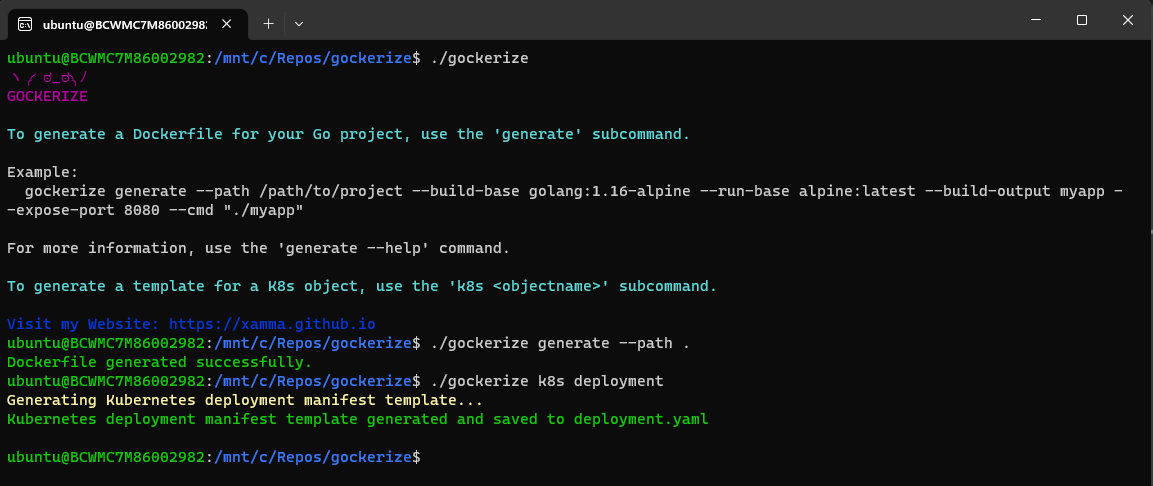 ubuntu@BCWMC7M86002982:
ubuntu@BCWMC7M86002982:/mnt/c/Repos/gockerize$ ./gockerize
GOCKERIZE
To generate a Dockerfile for your Go project, use the 'generate' subcommand.
Example:
  gockerize generate --path /path/to/project --build-base golang:1.16-alpine --run-base alpine:latest --build-output myapp -
-expose-port 8080 --cmd "./myapp"
For more information, use the 'generate --help' command.
To generate a template for a K8s object, use the 'k8s <objectname>' subcommand.
Visit my Website: https://xamma.github.io
ubuntu@BCWMC7M86002982:/mnt/c/Repos/gockerize$ ./gockerize generate --path .
Dockerfile generated successfully.
ubuntu@BCWMC7M86002982:/mnt/c/Repos/gockerize$ ./gockerize k8s deployment
Generating Kubernetes deployment manifest template...
Kubernetes deployment manifest template generated and saved to deployment.yaml
ubuntu@BCWMC7M86002982:/mnt/c/Repos/gockerize$